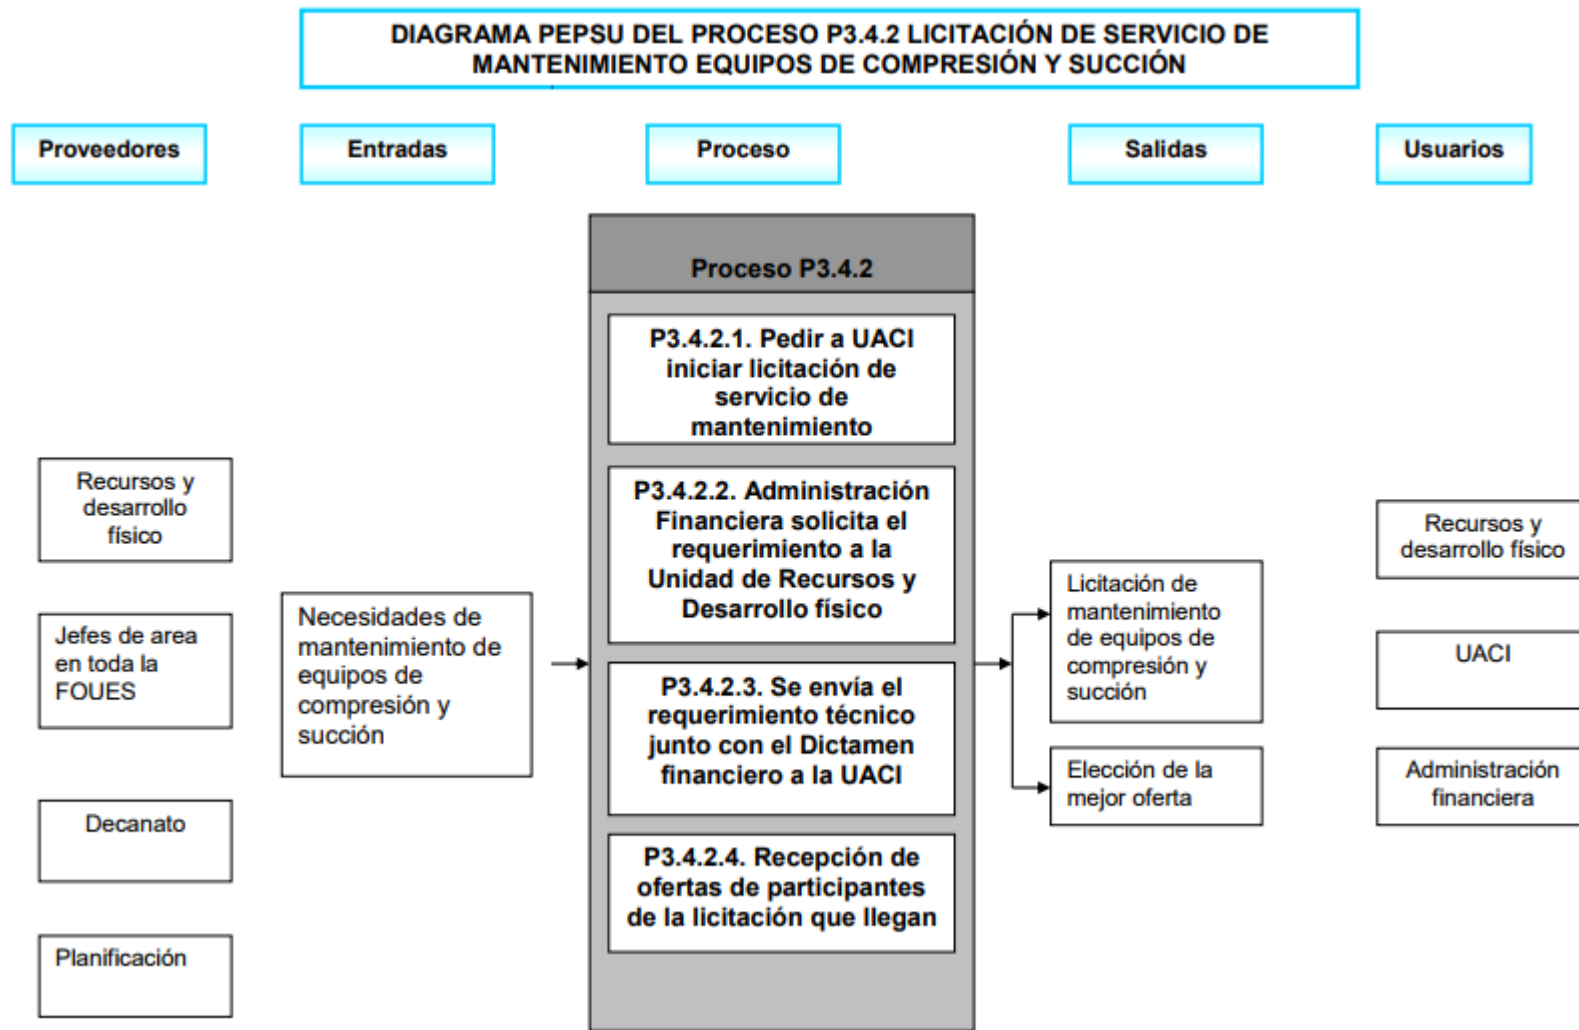 DIAGRAMA PEPSU DEL PROCESO P3.4.2 LICITACIÓN DE SERVICIO DE
MANTENIMIENTO EQUIPOS DE COMPRESIÓN Y SUCCIÓN
Proveedores
Entradas
Proceso
Salidas
Usuarios
Recursos y
desarrollo
físico
Jefes de area
en toda la
FOUES
Decanato
Planificación
Necesidades de
mantenimiento de
equipos de
compresión y
succión
Proceso P3.4.2
P3.4.2.1. Pedir a UACI
iniciar licitación de
servicio de
mantenimiento
P3.4.2.2. Administración
Financiera solicita el
requerimiento a la
Unidad de Recursos y
Desarrollo físico
P3.4.2.3. Se envía el
requerimiento técnico
junto con el Dictamen
financiero a la UACI
P3.4.2.4. Recepción de
ofertas de participantes
de la licitación que llegan
Licitación de
mantenimiento
de equipos de
compresión y
succión
Elección de la
mejor oferta
Recursos y
desarrollo físico
UACI
Administración
financiera